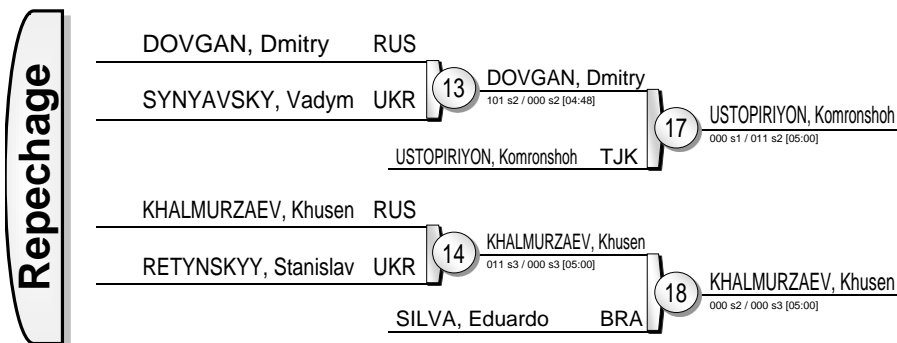 Repechage
DOVGAN, Dmitry RUS
SYNYAVSKY, Vadym UKR
13
DOVGAN, Dmitry
101 s2 / 000 s2 [04:48]
USTOPIRIYON, Komronshoh TJK
17
USTOPIRIYON, Komronshoh
000 s1 / 011 s2 [05:00]
KHALMURZAEV, Khusen RUS
RETYNSKYY, Stanislav UKR
14
KHALMURZAEV, Khusen
011 s3 / 000 s3 [05:00]
SILVA, Eduardo BRA
18
KHALMURZAEV, Khusen
000 s2 / 000 s3 [05:00]